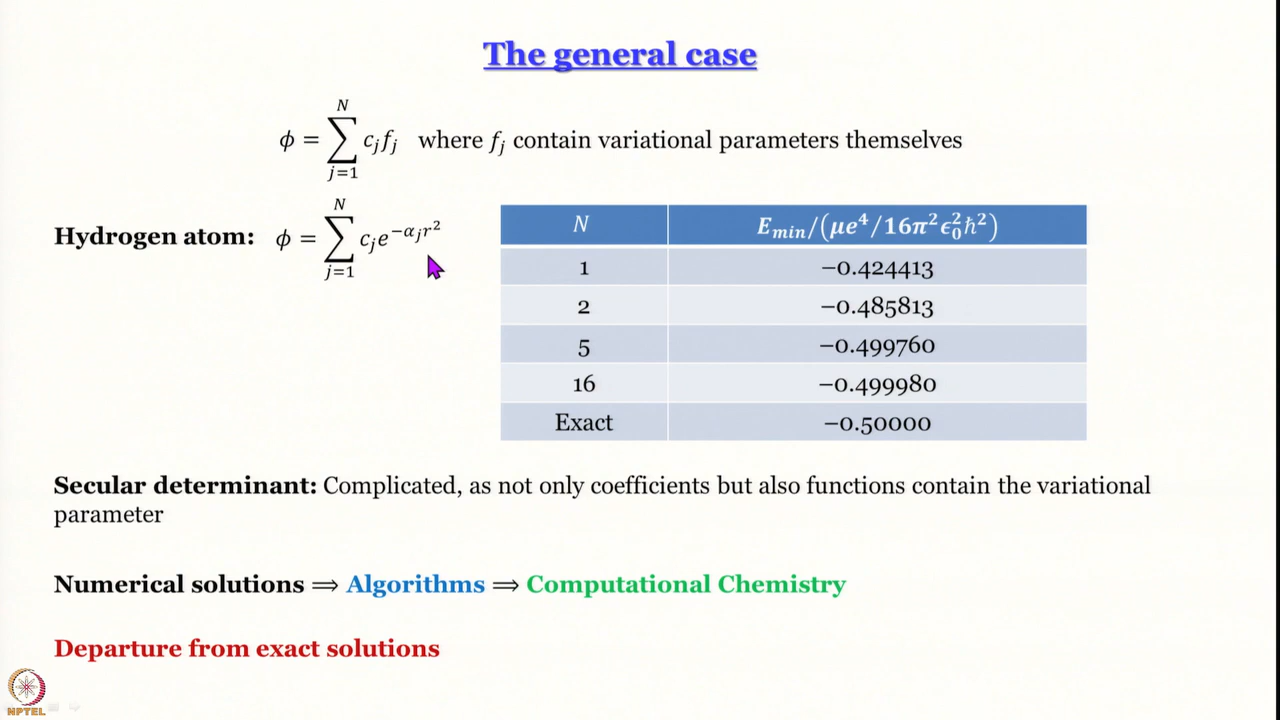 The general case
ϕ = ∑_{j=1}^{N} c_j f_j where f_j contain variational parameters themselves
Hydrogen atom: ϕ = ∑_{j=1}^{N} c_j e^{−α_j r^2}
N E_min/(μe^4/16π^2ϵ_0^2ℏ^2)
1 −0.424413
2 −0.485813
5 −0.499760
16 −0.499980
Exact −0.50000
Secular determinant: Complicated, as not only coefficients but also functions contain the variational
parameter
Numerical solutions ⟹ Algorithms ⟹ Computational Chemistry
Departure from exact solutions
NPTEL